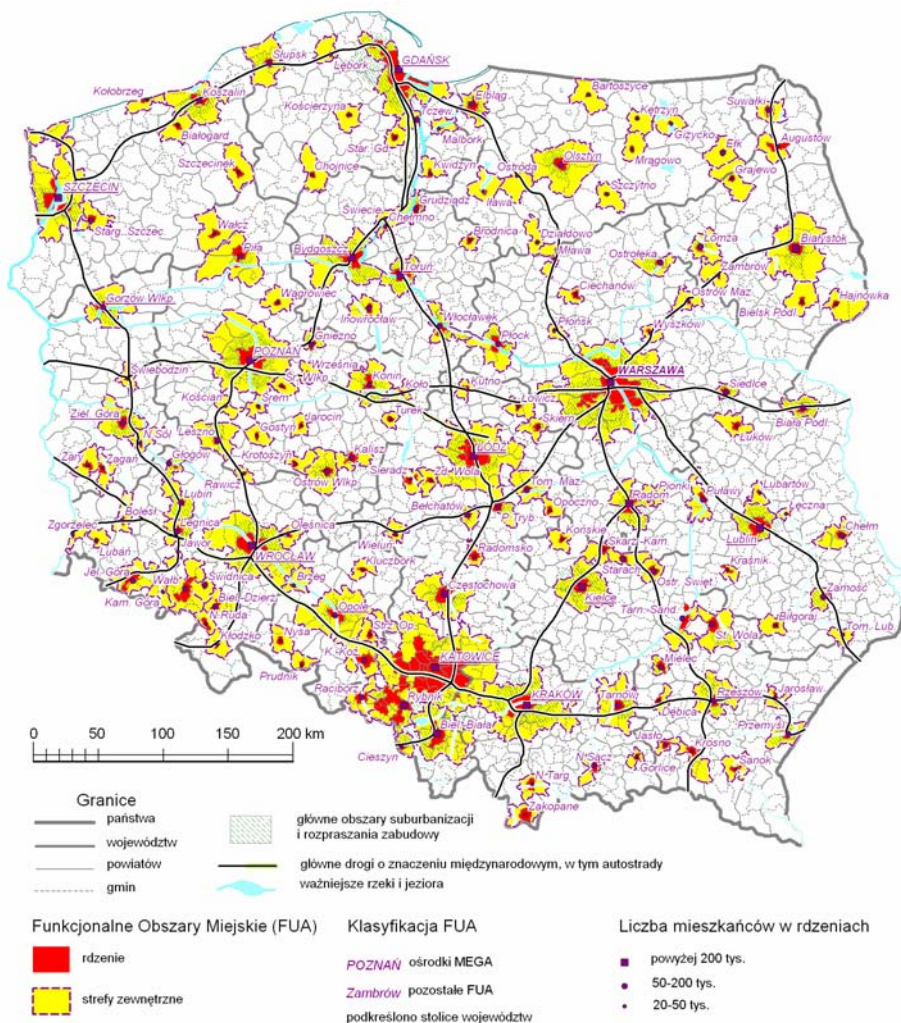 Słupsk
GDAŃSK
Lębork
Kołobrzeg
Koszalin
Kościerzyna
Tczew
Elbląg
Bartoszyce
Suwałki
Białogard
Malbork
Kętrzyn
Giżycko
Augustów
Star. Gd.
Ełk
Szczecinek
Chojnice
Kwidzyn
Ostróda
Olsztyn
Mrągowo
Grajewo
SZCZECIN
Iława
Szczytno
Starg. Szczec.
Świecie
Grudziądz
Chełmno
Wałcz
Piła
Bydgoszcz
Brodnica
Działdowo
Mława
Łomża
Białystok
Toruń
Ostrołęka
Zambrów
Gorzów Wlkp.
Wągrowiec
Inowrocław
Ciechanów
Ostrów Maz.
Bielsk Podl.
Hajnówka
Gniezno
Włocławek
Płock
Płońsk
Wyszków
POZNAŃ
Września
Świebodzin
Śr. Wlkp.
Konin
Koło
Kutno
WARSZAWA
Siedlce
Kościan
Śrem
Łowicz
Biała Podl.
Ziel. Góra
Jarocin
Turek
Skiern.
Łuków
N. Sól
Leszno
Gostyń
Kalisz
ŁÓDŹ
Żary
Żagań
Głogów
Krotoszyn
Sieradz
Zd. Wola
Rawicz
Ostrów Wlkp.
Tom. Maz.
Pionki
Puławy
Lubartów
Lubin
Bełchatów
Opoczno
Radom
Łęczna
Bolesł.
Zgorzelec
Legnica
Oleśnica
P. Tryb.
Lublin
Chełm
Jawor
WROCŁAW
Wieluń
Radomsko
Końskie
Skarż.-Kam.
Lubań
Starach.
Kraśnik
Jel. Góra
Wałb.
Świdnica
Brzeg
Kluczbork
Częstochowa
Kielce
Ostr. Święt.
Zamość
Kam. Góra
Biel.-Dzierż.
Opole
Tarn.-Sand.
N. Ruda
Strz. Op.
St. Wola
Biłgoraj
Tom. Lub.
Kłodzko
Nysa
K.-Koź.
KATOWICE
Mielec
Prudnik
Racibórz
Rybnik
KRAKÓW
Tarnów
Rzeszów
Jarosław
Dębica
Przemyśl
Biel.-Biała
Jasło
Krosno
Cieszyn
N. Sącz
Gorlice
Sanok
N. Targ
Zakopane
0 50 100 150 200 km
Granice
państwa
województw
powiatów
gmin
główne obszary suburbanizacji
i rozpraszania zabudowy
główne drogi o znaczeniu międzynarodowym, w tym autostrady
ważniejsze rzeki i jeziora
Funkcjonalne Obszary Miejskie (FUA)
rdzenie
strefy zewnętrzne
Klasyfikacja FUA
POZNAŃ ośrodki MEGA
Zambrów pozostałe FUA
podkreślono stolice województw
Liczba mieszkańców w rdzeniach
powyżej 200 tys.
50-200 tys.
20-50 tys.